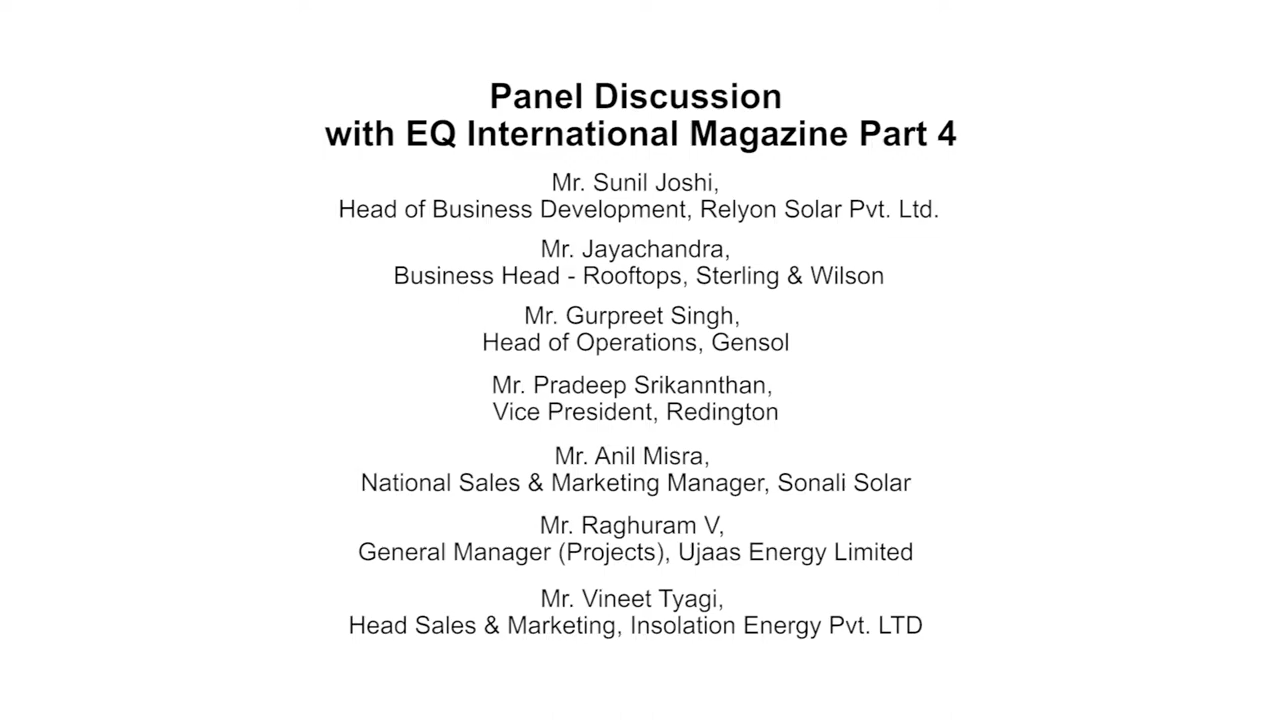 Panel Discussion
with EQ International Magazine Part 4
Mr. Sunil Joshi,
Head of Business Development, Relyon Solar Pvt. Ltd.
Mr. Jayachandra,
Business Head - Rooftops, Sterling & Wilson
Mr. Gurpreet Singh,
Head of Operations, Gensol
Mr. Pradeep Srikannthan,
Vice President, Redington
Mr. Anil Misra,
National Sales & Marketing Manager, Sonali Solar
Mr. Raghuram V,
General Manager (Projects), Ujaas Energy Limited
Mr. Vineet Tyagi,
Head Sales & Marketing, Insolation Energy Pvt. LTD